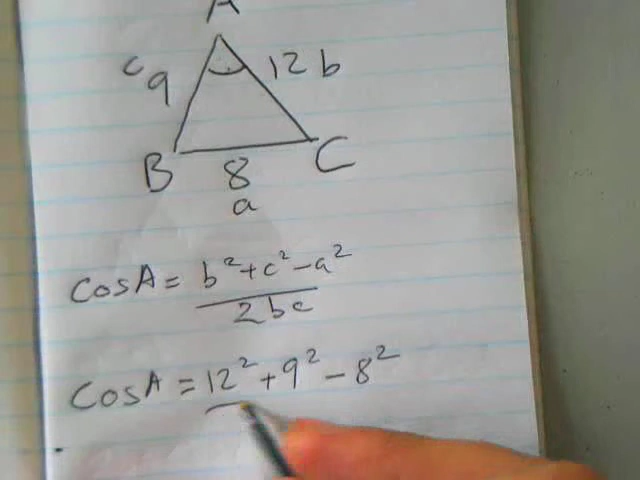 A
c 9 12 b
B 8 C
a
CosA = b² + c² - a²
2bc
CosA = 12² + 9² - 8²